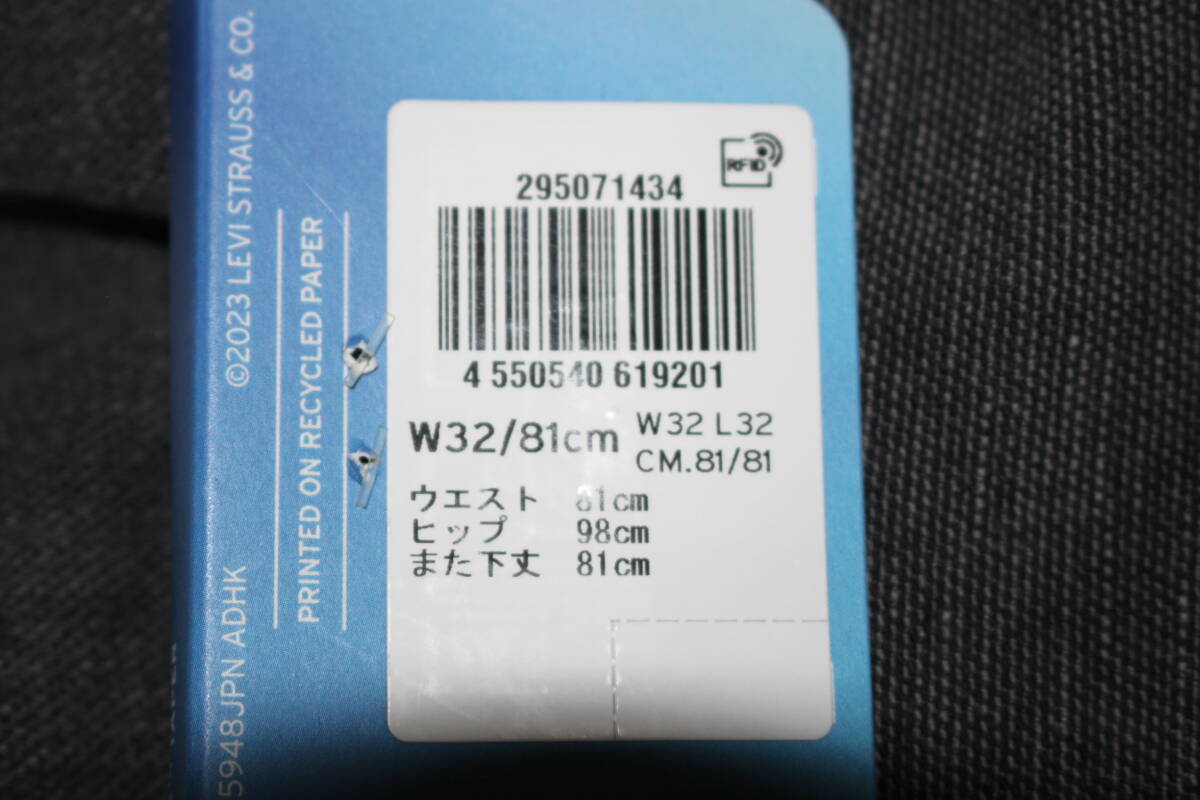 ©2023 LEVI STRAUSS & CO.
PRINTED ON RECYCLED PAPER
5948JPN ADHK
RFID
295071434
4 550540 619201
W32/81cm
W32 L32
CM.81/81
ウエスト 81cm
ヒップ 98cm
また下丈 81cm